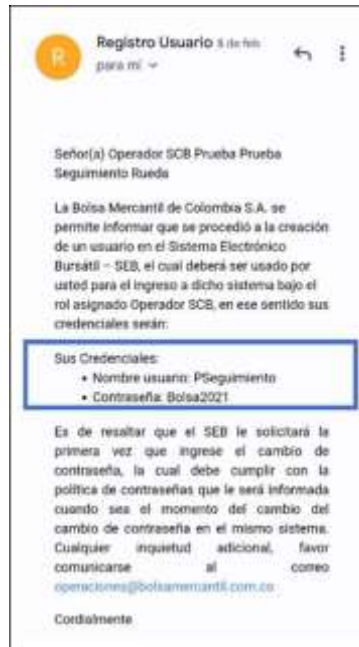 R
Registro Usuario 5 de feb
para mí
Señor(a) Operador SCB Prueba Prueba
Seguimiento Rueda
La Bolsa Mercantil de Colombia S.A. se
permite informar que se procedió a la creación
de un usuario en el Sistema Electrónico
Bursátil – SEB, el cual deberá ser usado por
usted para el ingreso a dicho sistema bajo el
rol asignado Operador SCB, en ese sentido sus
credenciales serán:
Sus Credenciales:
• Nombre usuario: PSeguimiento
• Contraseña: Bolsa2021
Es de resaltar que el SEB le solicitará la
primera vez que ingrese el cambio de
contraseña, la cual debe cumplir con la
política de contraseñas que le será informada
cuando sea el momento del cambio del
cambio de contraseña en el mismo sistema.
Cualquier inquietud adicional, favor
comunicarse al correo
operaciones@bolsamercantil.com.co
Cordialmente